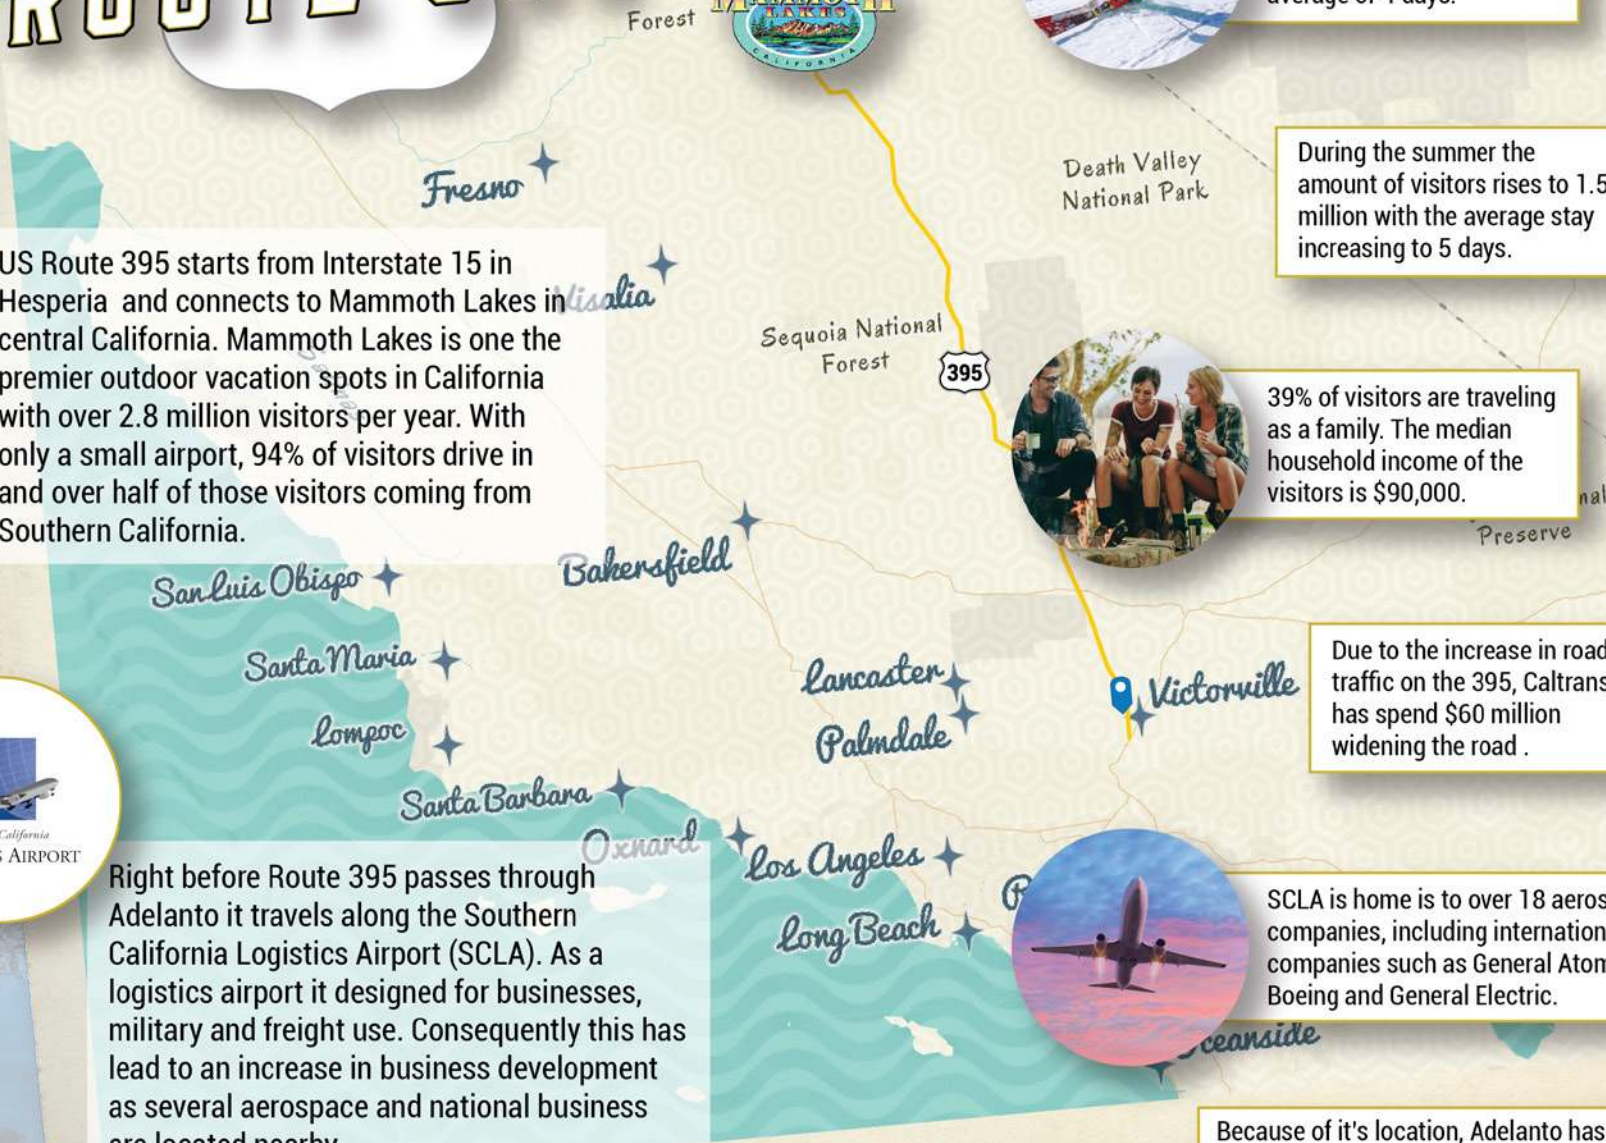 ROUTE
Forest
MAMMOTH
LAKES
CALIFORNIA
Fresno
Death Valley
National Park
During the summer the
amount of visitors rises to 1.5
million with the average stay
increasing to 5 days.
US Route 395 starts from Interstate 15 in
Hesperia and connects to Mammoth Lakes in
central California. Mammoth Lakes is one the
premier outdoor vacation spots in California
with over 2.8 million visitors per year. With
only a small airport, 94% of visitors drive in
and over half of those visitors coming from
Southern California.
Visalia
Sequoia National
Forest
395
39% of visitors are traveling
as a family. The median
household income of the
visitors is $90,000.
Preserve
Bakersfield
San Luis Obispo
Santa Maria
Lompoc
Santa Barbara
Oxnard
Lancaster
Palmdale
Victorville
Due to the increase in road
traffic on the 395, Caltrans
has spend $60 million
widening the road .
Los Angeles
Long Beach
California
AIRPORT
Right before Route 395 passes through
Adelanto it travels along the Southern
California Logistics Airport (SCLA). As a
logistics airport it designed for businesses,
military and freight use. Consequently this has
lead to an increase in business development
as several aerospace and national business
are located nearby.
SCLA is home is to over 18 aeros
companies, including internation
companies such as General Atom
Boeing and General Electric.
ceanside
Because of it's location, Adelanto has